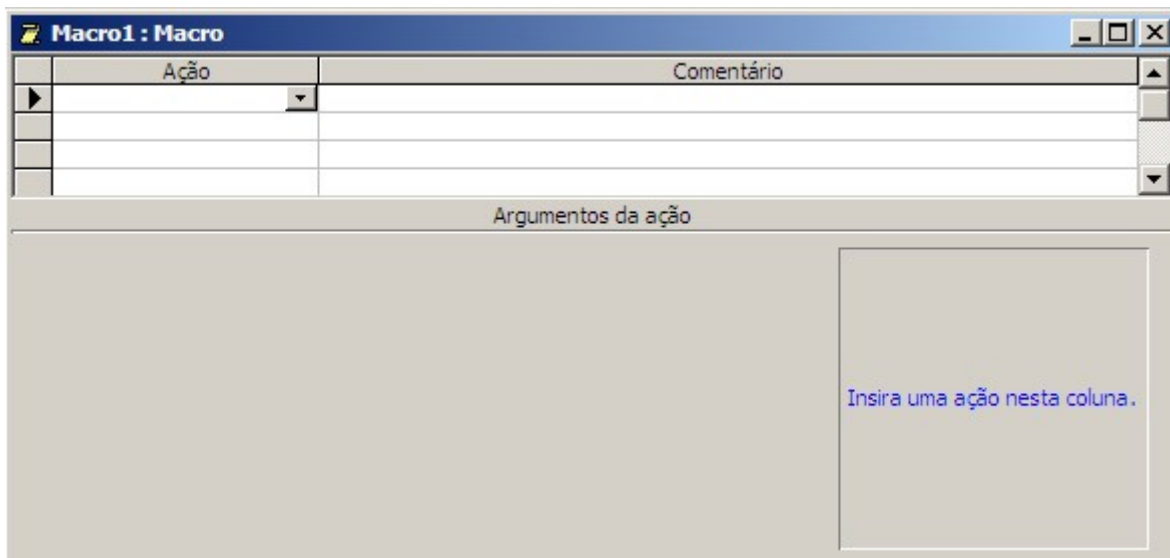 Macro1 : Macro
Ação Comentário
Argumentos da ação
Insira uma ação nesta coluna.